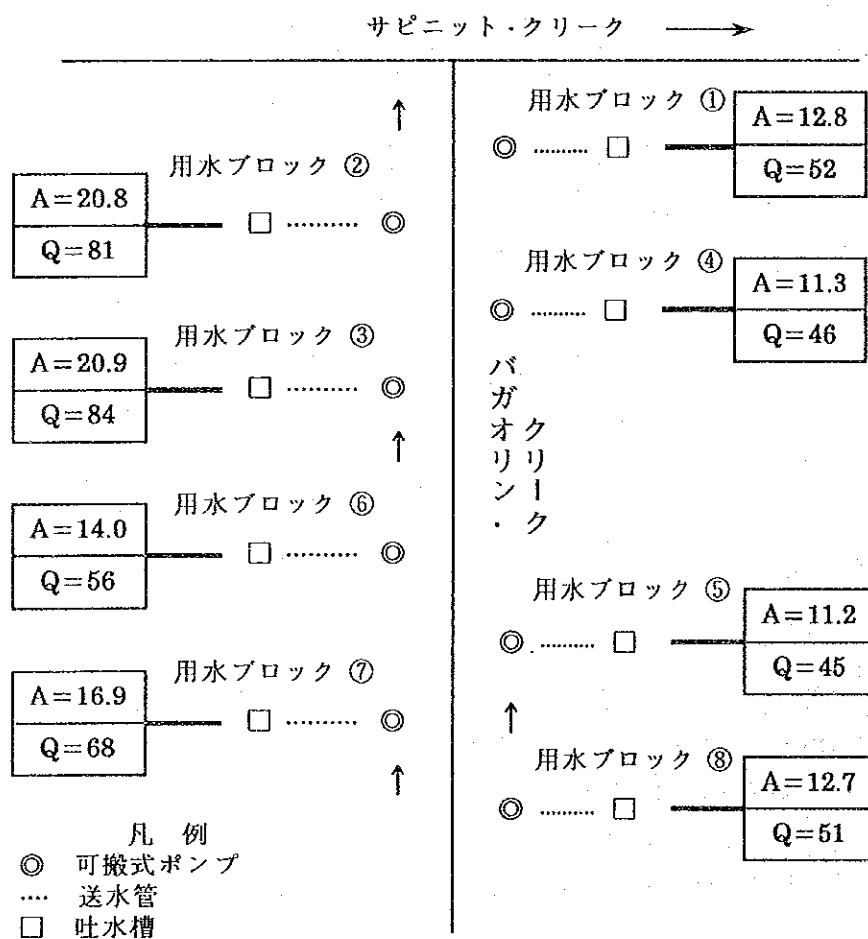 サピニット・クリーク
用水ブロック ①
A=12.8
Q=52
用水ブロック ②
A=20.8
Q=81
用水ブロック ④
A=11.3
Q=46
用水ブロック ③
A=20.9
Q=84
バガオリン・
クリーク
用水ブロック ⑥
A=14.0
Q=56
用水ブロック ⑤
A=11.2
Q=45
用水ブロック ⑦
A=16.9
Q=68
用水ブロック ⑧
A=12.7
Q=51
凡 例
可搬式ポンプ
送水管
吐水槽